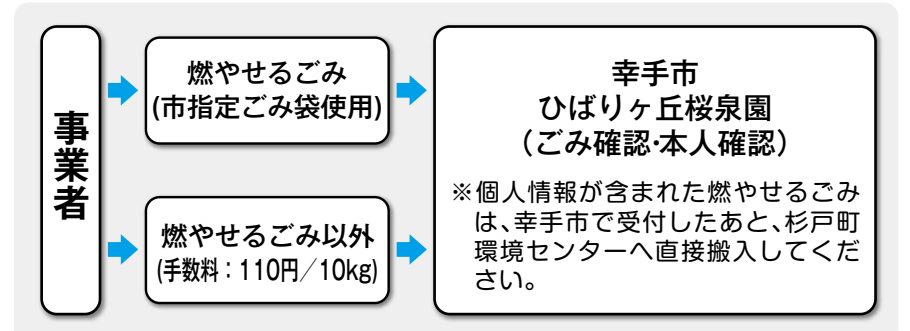 事業者
燃やせるごみ
(市指定ごみ袋使用)
燃やせるごみ以外
(手数料：110円／10kg)
幸手市
ひばりヶ丘桜泉園
（ごみ確認･本人確認）
※個人情報が含まれた燃やせるごみ
は、幸手市で受付したあと、杉戸町
環境センターへ直接搬入してくだ
さい。